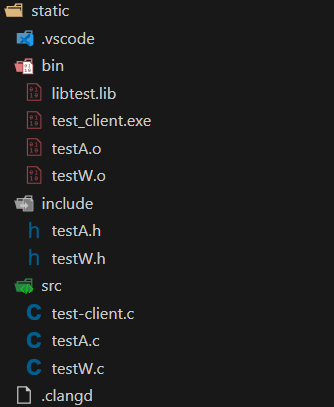 static
.vscode
bin
libtest.lib
test_client.exe
testA.o
testW.o
include
h testA.h
h testW.h
src
C test-client.c
C testA.c
C testW.c
.clangd